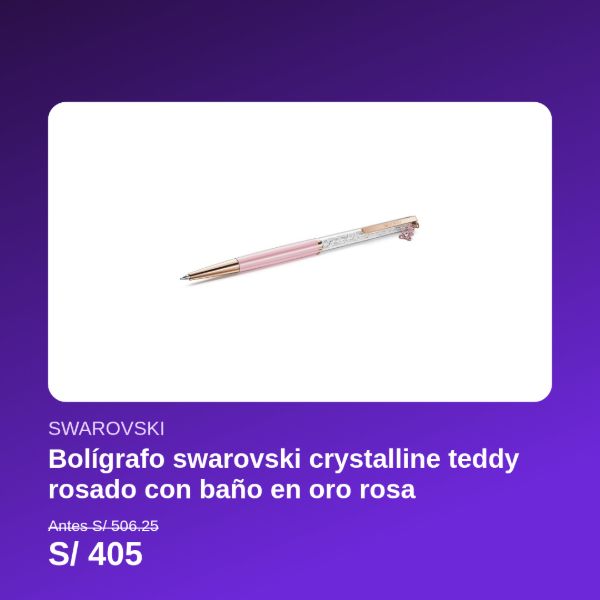 SWAROVSKI
Bolígrafo swarovski crystalline teddy
rosado con baño en oro rosa
Antes S/ 506.25
S/ 405